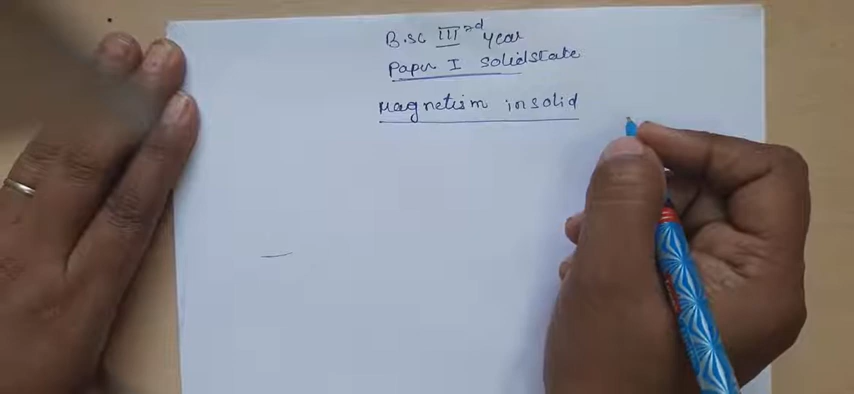 B.SC III rd year
Paper I solidstate
Magnetism in solid